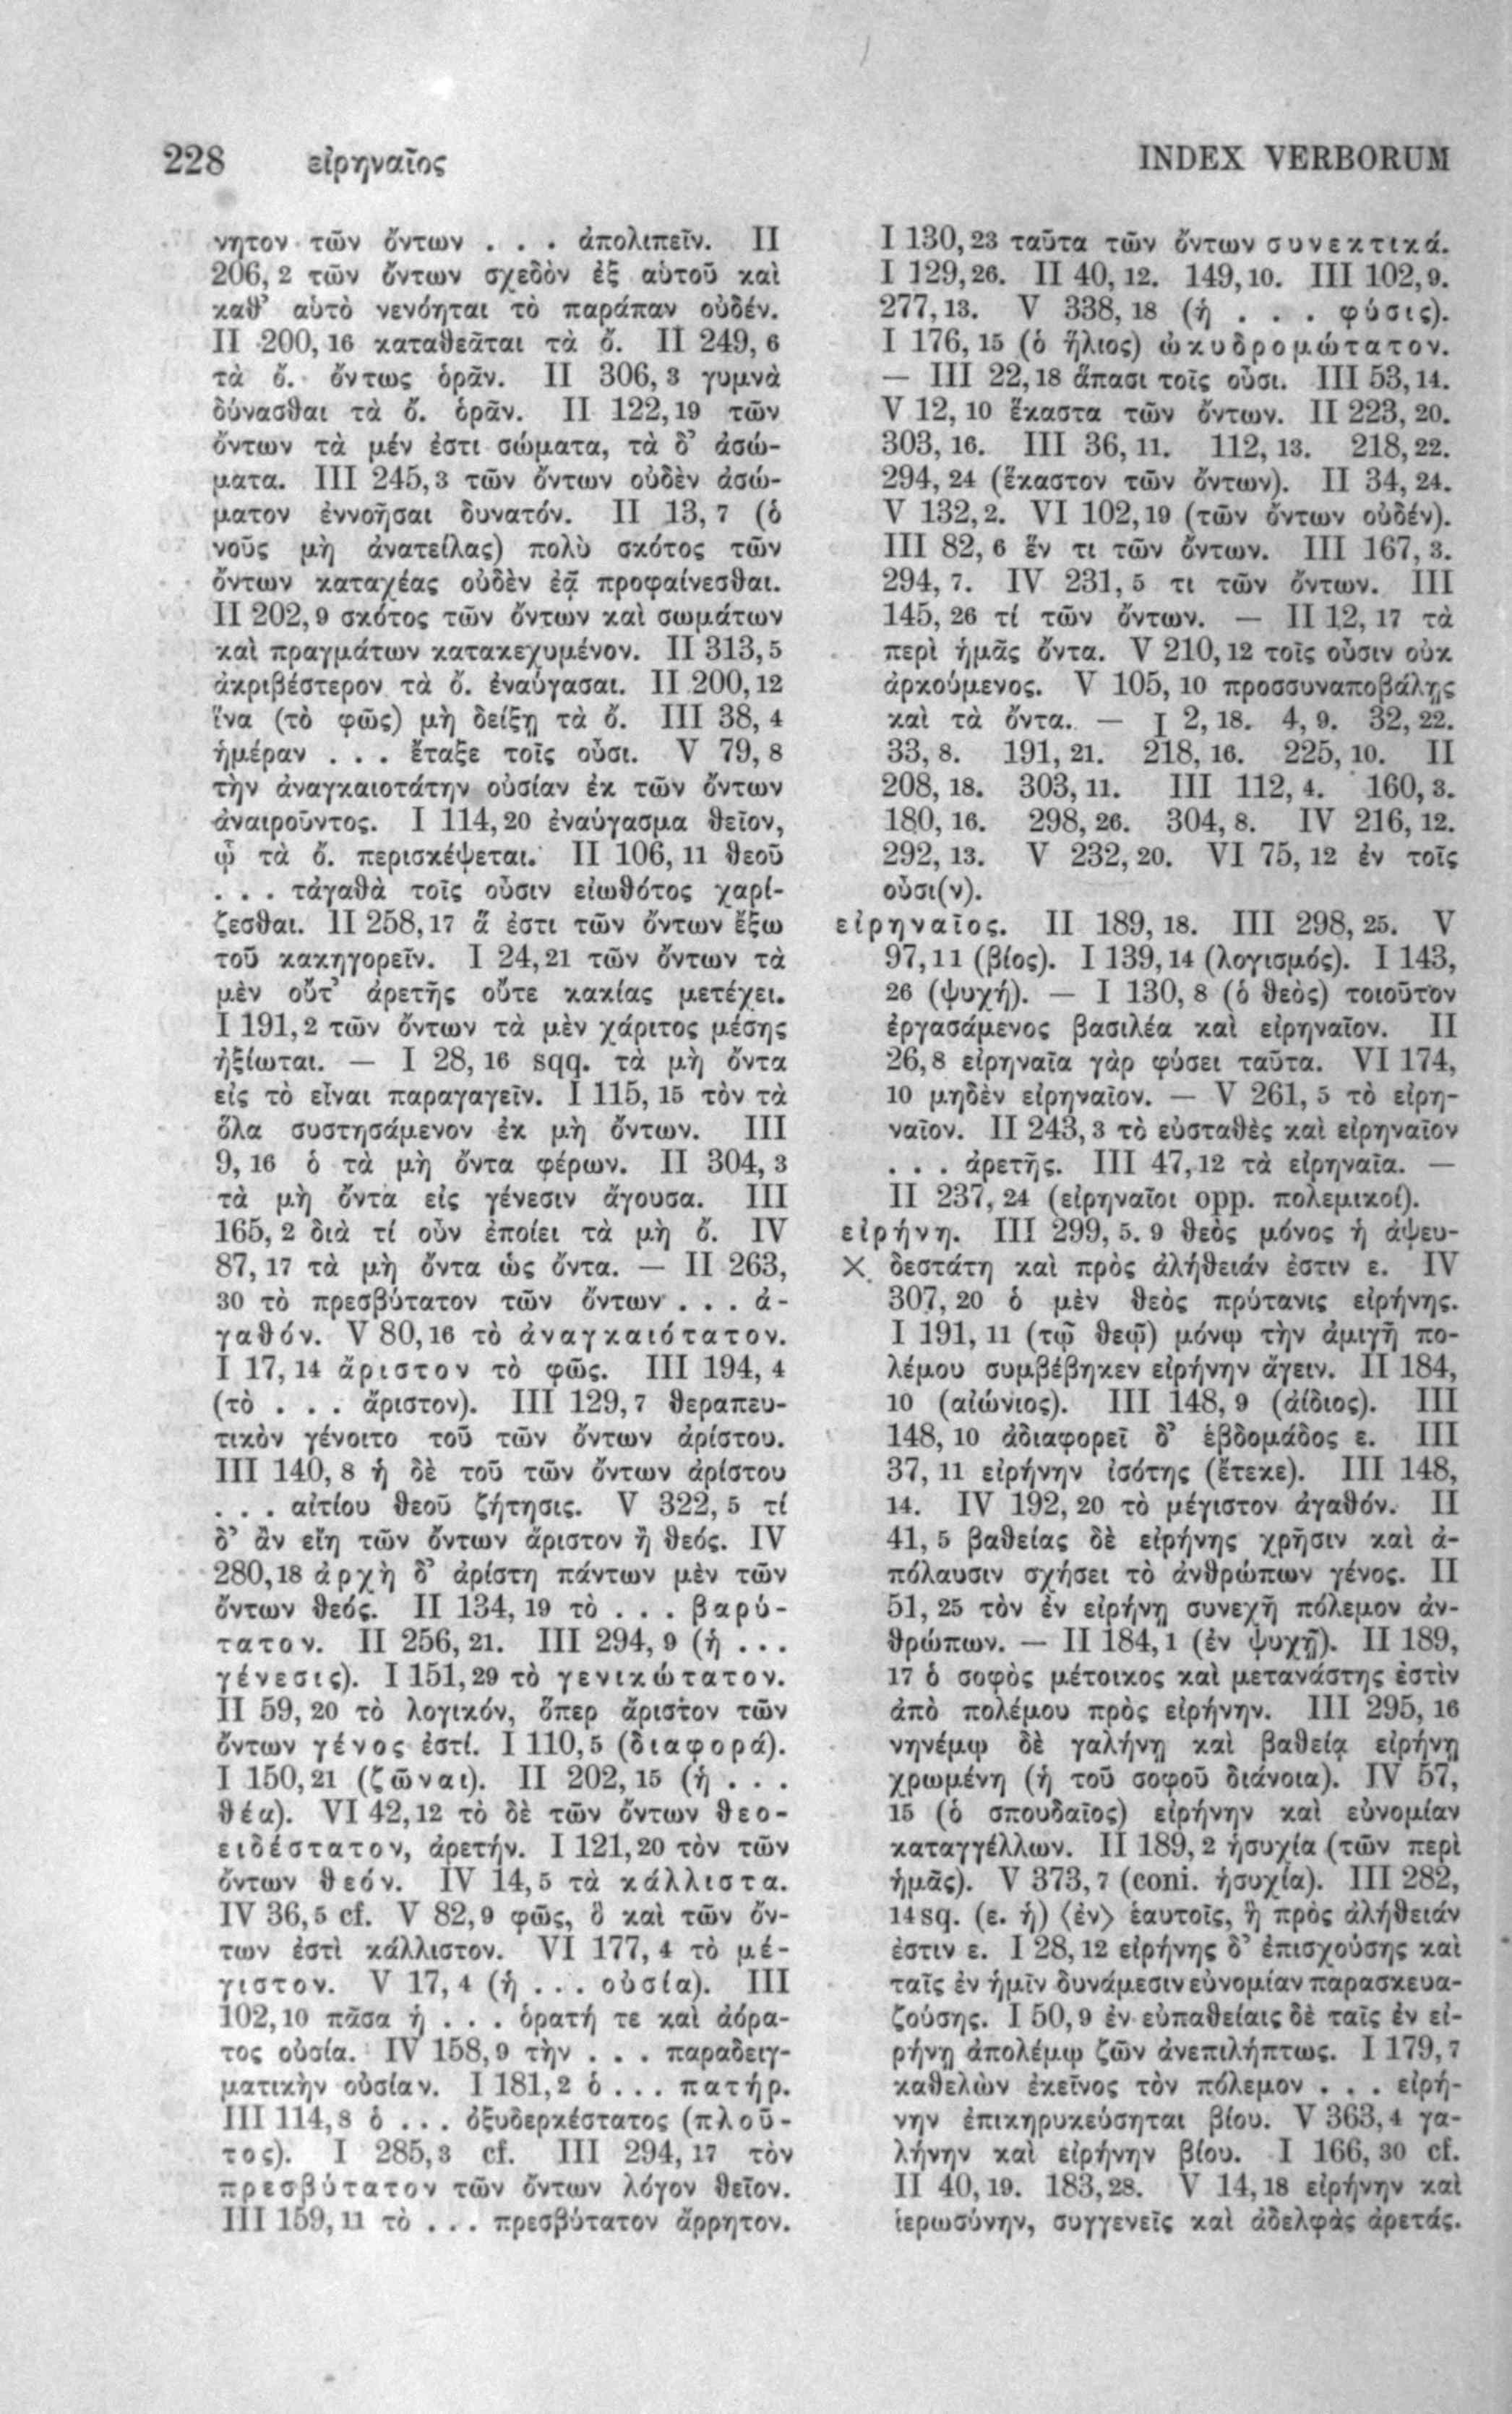 228 εἰρηναῖος INDEX VERBORUM
νητον τῶν ὄντων . . . ἀπολιπεῖν. II
206, 2 τῶν ὄντων σχεδὸν ἐξ αὑτοῦ καὶ
καθ’ αὑτὸ νενόηται τὸ παράπαν οὐδέν.
II 200, 16 καταθεᾶται τὰ ὄ. II 249, 6
τὰ ὄ. ὄντως ὁρᾶν. II 306, 3 γυμνὰ
δύνασθαι τὰ ὄ. ὁρᾶν. II 122, 19 τῶν
ὄντων τὰ μέν ἐστι σώματα, τὰ δ’ ἀσώ-
ματα. III 245, 3 τῶν ὄντων οὐδὲν ἀσώ-
ματον ἐννοῆσαι δυνατόν. II 13, 7 (ὁ
νοῦς μὴ ἀνατείλας) πολὺ σκότος τῶν
ὄντων καταχέας οὐδὲν ἐᾷ προφαίνεσθαι.
II 202, 9 σκότος τῶν ὄντων καὶ σωμάτων
καὶ πραγμάτων κατακεχυμένον. II 313, 5
ἀκριβέστερον τὰ ὄ. ἐναύγασαι. II 200, 12
ἵνα (τὸ φῶς) μὴ δείξῃ τὰ ὄ. III 38, 4
ἡμέραν . . . ἔταξε τοῖς οὖσι. V 79, 8
τὴν ἀναγκαιοτάτην οὐσίαν ἐκ τῶν ὄντων
ἀναιροῦντος. I 114, 20 ἐναύγασμα θεῖον,
ᾧ τὰ ὄ. περισκέψεται. II 106, 11 θεοῦ
. . . τἀγαθὰ τοῖς οὖσιν εἰωθότος χαρί-
ζεσθαι. II 258, 17 ἅ ἐστι τῶν ὄντων ἔξω
τοῦ κακηγορεῖν. I 24, 21 τῶν ὄντων τὰ
μὲν οὔτ’ ἀρετῆς οὔτε κακίας μετέχει.
I 191, 2 τῶν ὄντων τὰ μὲν χάριτος μέσης
ἠξίωται. — I 28, 16 sqq. τὰ μὴ ὄντα
εἰς τὸ εἶναι παραγαγεῖν. I 115, 15 τὸν τὰ
ὅλα συστησάμενον ἐκ μὴ ὄντων. III
9, 16 ὁ τὰ μὴ ὄντα φέρων. II 304, 3
τὰ μὴ ὄντα εἰς γένεσιν ἄγουσα. III
165, 2 διὰ τί οὖν ἐποίει τὰ μὴ ὄ. IV
87, 17 τὰ μὴ ὄντα ὡς ὄντα. — II 263,
30 τὸ πρεσβύτατον τῶν ὄντων . . . ἀ-
γαθόν. V 80, 16 τὸ ἀναγκαιότατον.
I 17, 14 ἄριστον τὸ φῶς. III 194, 4
(τὸ . . . ἄριστον). III 129, 7 θεραπευ-
τικὸν γένοιτο τοῦ τῶν ὄντων ἀρίστου.
III 140, 8 ἡ δὲ τοῦ τῶν ὄντων ἀρίστου
. . . αἰτίου θεοῦ ζήτησις. V 322, 5 τί
δ’ ἂν εἴη τῶν ὄντων ἄριστον ἢ θεός. IV
280, 18 ἀρχὴ δ’ ἀρίστη πάντων μὲν τῶν
ὄντων θεός. II 134, 19 τὸ . . . βαρύ-
τατον. II 256, 21. III 294, 9 (ἡ . . .
γένεσις). I 151, 29 τὸ γενικώτατον.
II 59, 20 τὸ λογικόν, ὅπερ ἄριστον τῶν
ὄντων γένος ἐστί. I 110, 5 (διαφορά).
I 150, 21 (ζῶναι). II 202, 15 (ἡ . . .
θέα). VI 42, 12 τὸ δὲ τῶν ὄντων θεο-
ειδέστατον, ἀρετήν. I 121, 20 τὸν τῶν
ὄντων θεόν. IV 14, 5 τὰ κάλλιστα.
IV 36, 5 cf. V 82, 9 φῶς, ὃ καὶ τῶν ὄν-
των ἐστὶ κάλλιστον. VI 177, 4 τὸ μέ-
γιστον. V 17, 4 (ἡ . . . οὐσία). III
102, 10 πᾶσα ἡ . . . ὁρατή τε καὶ ἀόρα-
τος οὐσία. IV 158, 9 τὴν . . . παραδειγ-
ματικὴν οὐσίαν. I 181, 2 ὁ . . . πατήρ.
III 114, 8 ὁ . . . ὀξυδερκέστατος (πλοῦ-
τος). I 285, 3 cf. III 294, 17 τὸν
πρεσβύτατον τῶν ὄντων λόγον θεῖον.
III 159, 11 τὸ . . . πρεσβύτατον ἄρρητον.
I 130, 23 ταῦτα τῶν ὄντων συνεκτικά.
I 129, 26. II 40, 12. 149, 10. III 102, 9.
277, 13. V 338, 18 (ἡ . . . φύσις).
I 176, 15 (ὁ ἥλιος) ὠκυδρομώτατον.
— III 22, 18 ἅπασι τοῖς οὖσι. III 53, 14.
V 12, 10 ἕκαστα τῶν ὄντων. II 223, 20.
303, 16. III 36, 11. 112, 13. 218, 22.
294, 24 (ἕκαστον τῶν ὄντων). II 34, 24.
V 132, 2. VI 102, 19 (τῶν ὄντων οὐδέν).
III 82, 6 ἕν τι τῶν ὄντων. III 167, 3.
294, 7. IV 231, 5 τι τῶν ὄντων. III
145, 26 τί τῶν ὄντων. — II 12, 17 τὰ
περὶ ἡμᾶς ὄντα. V 210, 12 τοῖς οὖσιν οὐκ
ἀρκούμενος. V 105, 10 προσσυναποβάλῃς
καὶ τὰ ὄντα. — I 2, 18. 4, 9. 32, 22.
33, 8. 191, 21. 218, 16. 225, 10. II
208, 18. 303, 11. III 112, 4. 160, 3.
180, 16. 298, 26. 304, 8. IV 216, 12.
292, 13. V 232, 20. VI 75, 12 ἐν τοῖς
οὖσι(ν).
εἰρηναῖος. II 189, 18. III 298, 25. V
97, 11 (βίος). I 139, 14 (λογισμός). I 143,
26 (ψυχή). — I 130, 8 (ὁ θεὸς) τοιοῦτον
ἐργασάμενος βασιλέα καὶ εἰρηναῖον. II
26, 8 εἰρηναῖα γὰρ φύσει ταῦτα. VI 174,
10 μηδὲν εἰρηναῖον. — V 261, 5 τὸ εἰρη-
ναῖον. II 243, 3 τὸ εὐσταθὲς καὶ εἰρηναῖον
. . . ἀρετῆς. III 47, 12 τὰ εἰρηναῖα. —
II 237, 24 (εἰρηναῖοι opp. πολεμικοί).
εἰρήνη. III 299, 5. 9 θεὸς μόνος ἡ ἀψευ-
X δεστάτη καὶ πρὸς ἀλήθειάν ἐστιν ε. IV
307, 20 ὁ μὲν θεὸς πρύτανις εἰρήνης.
I 191, 11 (τῷ θεῷ) μόνῳ τὴν ἀμιγῆ πο-
λέμου συμβέβηκεν εἰρήνην ἄγειν. II 184,
10 (αἰώνιος). III 148, 9 (ἀίδιος). III
148, 10 ἀδιαφορεῖ δ’ ἑβδομάδος ε. III
37, 11 εἰρήνην ἰσότης (ἔτεκε). III 148,
14. IV 192, 20 τὸ μέγιστον ἀγαθόν. II
41, 5 βαθείας δὲ εἰρήνης χρῆσιν καὶ ἀ-
πόλαυσιν σχήσει τὸ ἀνθρώπων γένος. II
51, 25 τὸν ἐν εἰρήνῃ συνεχῆ πόλεμον ἀν-
θρώπων. — II 184, 1 (ἐν ψυχῇ). II 189,
17 ὁ σοφὸς μέτοικος καὶ μετανάστης ἐστὶν
ἀπὸ πολέμου πρὸς εἰρήνην. III 295, 16
νηνέμῳ δὲ γαλήνῃ καὶ βαθείᾳ εἰρήνῃ
χρωμένη (ἡ τοῦ σοφοῦ διάνοια). IV 57,
15 (ὁ σπουδαῖος) εἰρήνην καὶ εὐνομίαν
καταγγέλλων. II 189, 2 ἡσυχία (τῶν περὶ
ἡμᾶς). V 373, 7 (coni. ἡσυχία). III 282,
14 sq. (ε. ἡ) ⟨ἐν⟩ ἑαυτοῖς, ἣ πρὸς ἀλήθειάν
ἐστιν ε. I 28, 12 εἰρήνης δ’ ἐπισχούσης καὶ
ταῖς ἐν ἡμῖν δυνάμεσιν εὐνομίαν παρασκευα-
ζούσης. I 50, 9 ἐν εὐπαθείαις δὲ ταῖς ἐν εἰ-
ρήνῃ ἀπολέμῳ ζῶν ἀνεπιλήπτως. I 179, 7
καθελὼν ἐκεῖνος τὸν πόλεμον . . . εἰρή-
νην ἐπικηρυκεύσηται βίου. V 363, 4 γα-
λήνην καὶ εἰρήνην βίου. I 166, 30 cf.
II 40, 19. 183, 28. V 14, 18 εἰρήνην καὶ
ἱερωσύνην, συγγενεῖς καὶ ἀδελφὰς ἀρετάς.